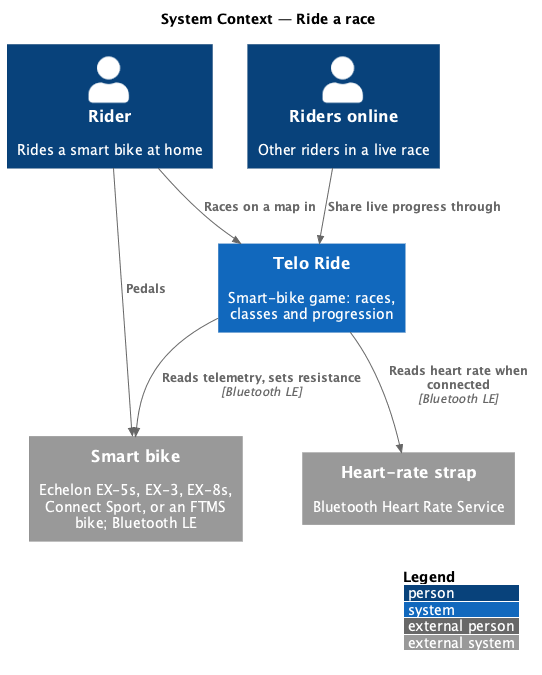 System Context — Ride a race
Rider
Rides a smart bike at home
Riders online
Other riders in a live race
Races on a map in
Share live progress through
Telo Ride
Smart-bike game: races,
classes and progression
Pedals
Reads telemetry, sets resistance
[Bluetooth LE]
Reads heart rate when
connected
[Bluetooth LE]
Smart bike
Echelon EX-5s, EX-3, EX-8s,
Connect Sport, or an FTMS
bike; Bluetooth LE
Heart-rate strap
Bluetooth Heart Rate Service
Legend
person
system
external person
external system